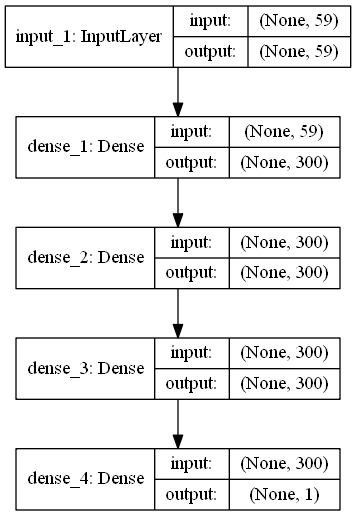 input_1: InputLayer
input: (None, 59)
output: (None, 59)
dense_1: Dense
input: (None, 59)
output: (None, 300)
dense_2: Dense
input: (None, 300)
output: (None, 300)
dense_3: Dense
input: (None, 300)
output: (None, 300)
dense_4: Dense
input: (None, 300)
output: (None, 1)